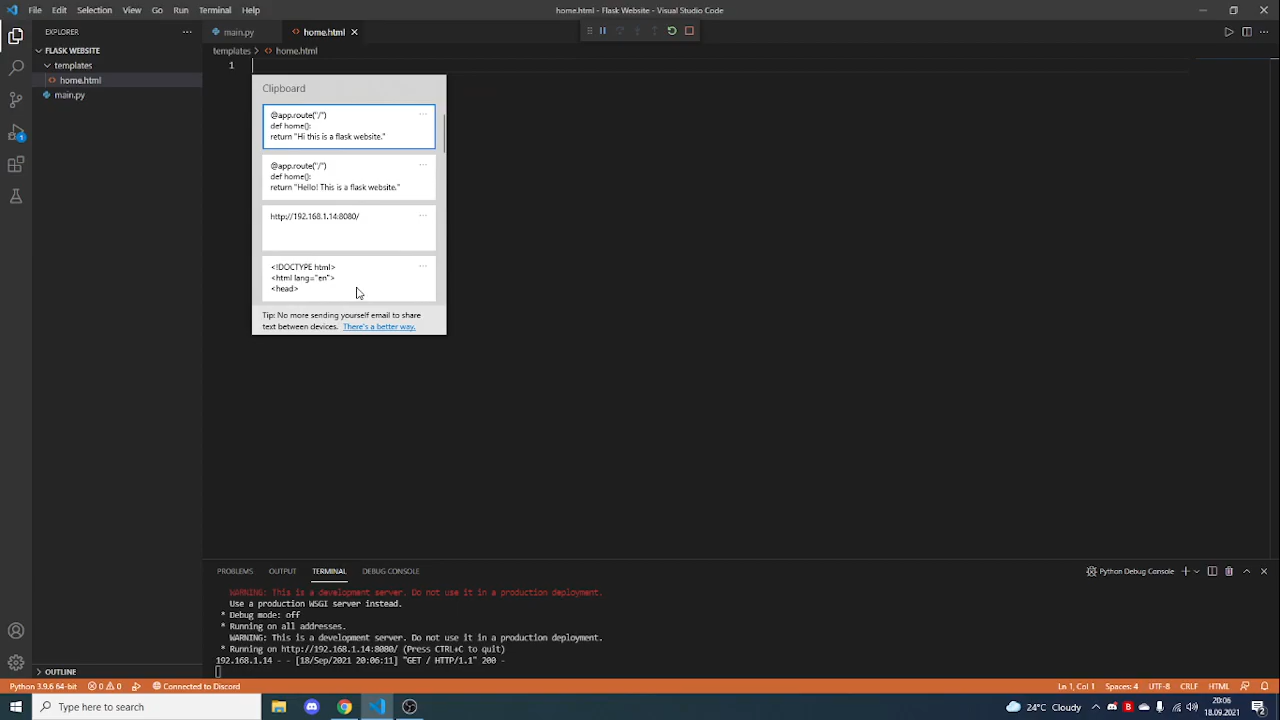 File Edit Selection View Go Run Terminal Help
home.html - Flask Website - Visual Studio Code
EXPLORER
main.py
home.html
FLASK WEBSITE
templates
home.html
main.py
templates > home.html
1
Clipboard
@app.route("/")
def home():
return "Hi this is a flask website."
@app.route("/")
def home():
return "Hello! This is a flask website."
http://192.168.1.14:8080/
<!DOCTYPE html>
<html lang="en">
<head>
Tip: No more sending yourself email to share
text between devices. There's a better way.
1
PROBLEMS OUTPUT TERMINAL DEBUG CONSOLE
Python Debug Console
WARNING: This is a development server. Do not use it in a production deployment.
Use a production WSGI server instead.
* Debug mode: off
* Running on all addresses.
WARNING: This is a development server. Do not use it in a production deployment.
* Running on http://192.168.1.14:8080/ (Press CTRL+C to quit)
192.168.1.14 - - [18/Sep/2021 20:06:11] "GET / HTTP/1.1" 200 -
OUTLINE
Python 3.9.6 64-bit 0 0 Connected to Discord
Ln 1, Col 1 Spaces: 4 UTF-8 CRLF HTML
Type here to search
24°C Cloudy
20:06
18.09.2021
2